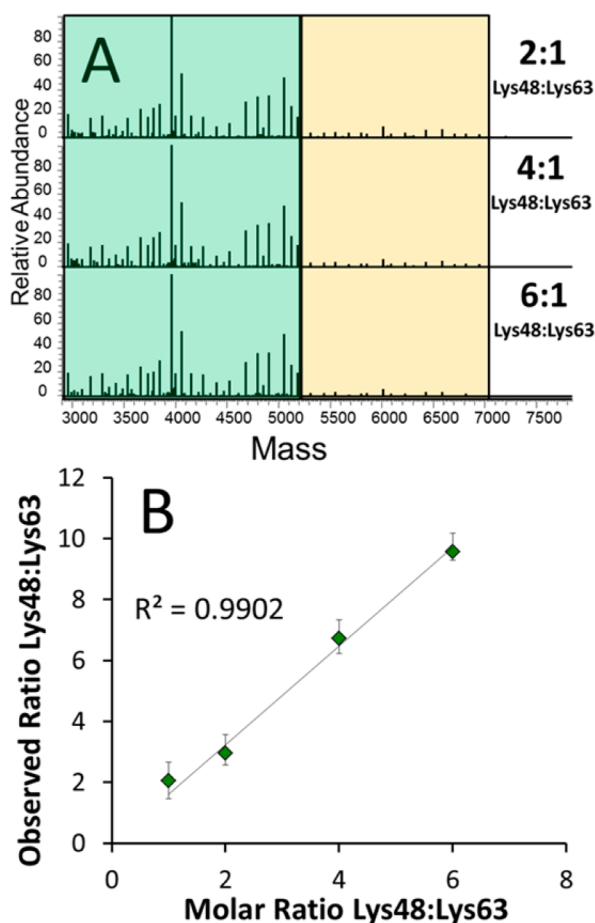 A
Relative Abundance
80
60
40
20
0
2:1
Lys48:Lys63
80
60
40
20
0
4:1
Lys48:Lys63
80
60
40
20
0
6:1
Lys48:Lys63
3000 3500 4000 4500 5000 5500 6000 6500 7000 7500
Mass
B
Observed Ratio Lys48:Lys63
12
10
8
6
4
2
0
R² = 0.9902
0 2 4 6 8
Molar Ratio Lys48:Lys63